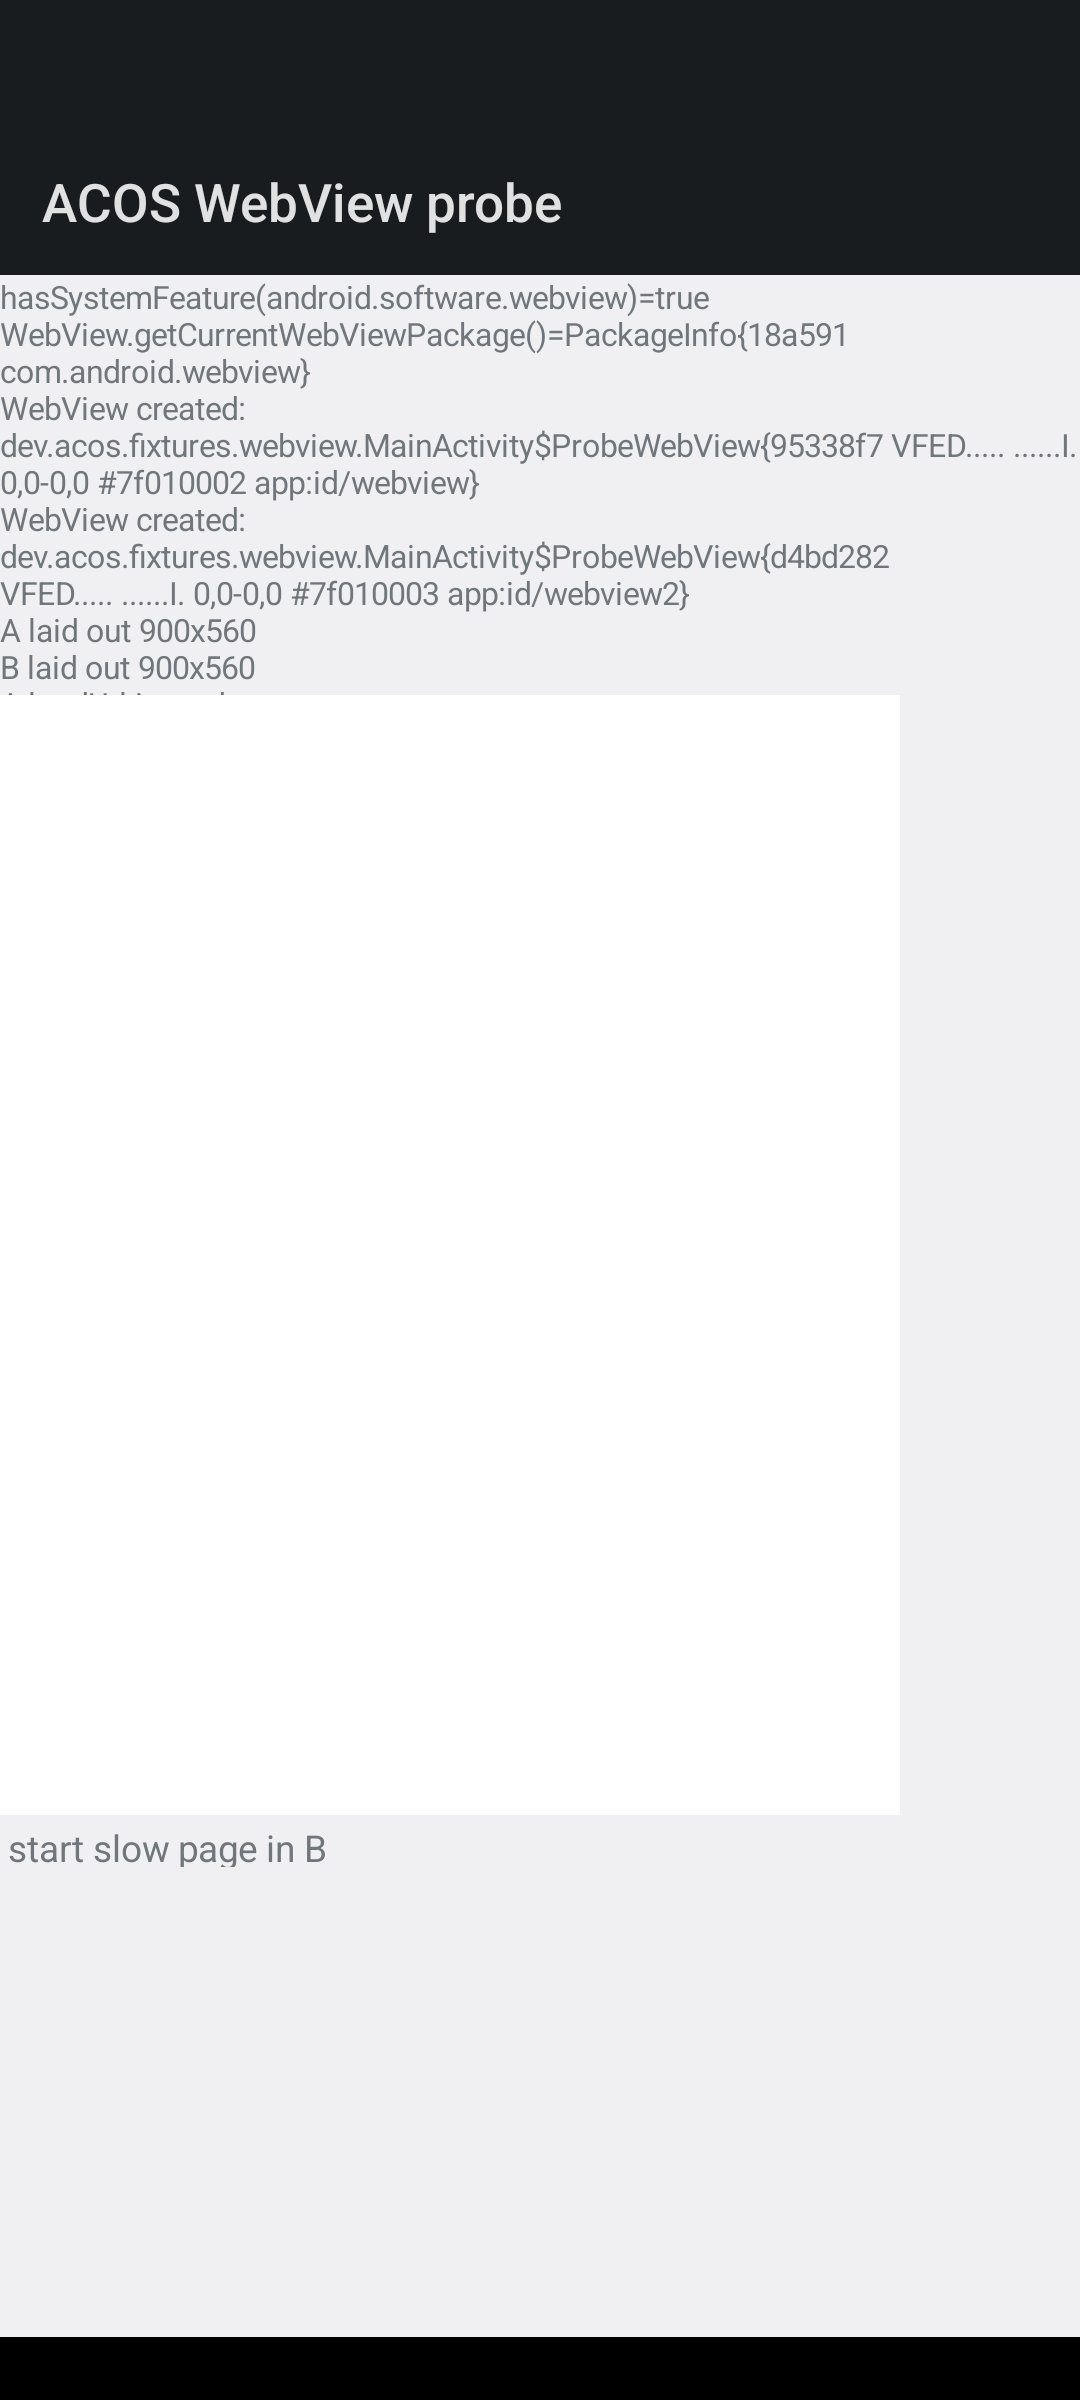 ACOS WebView probe
hasSystemFeature(android.software.webview)=true
WebView.getCurrentWebViewPackage()=PackageInfo{18a591
com.android.webview}
WebView created:
dev.acos.fixtures.webview.MainActivity$ProbeWebView{95338f7 VFED..... ......I.
0,0-0,0 #7f010002 app:id/webview}
WebView created:
dev.acos.fixtures.webview.MainActivity$ProbeWebView{d4bd282
VFED..... ......I. 0,0-0,0 #7f010003 app:id/webview2}
A laid out 900x560
B laid out 900x560
start slow page in B